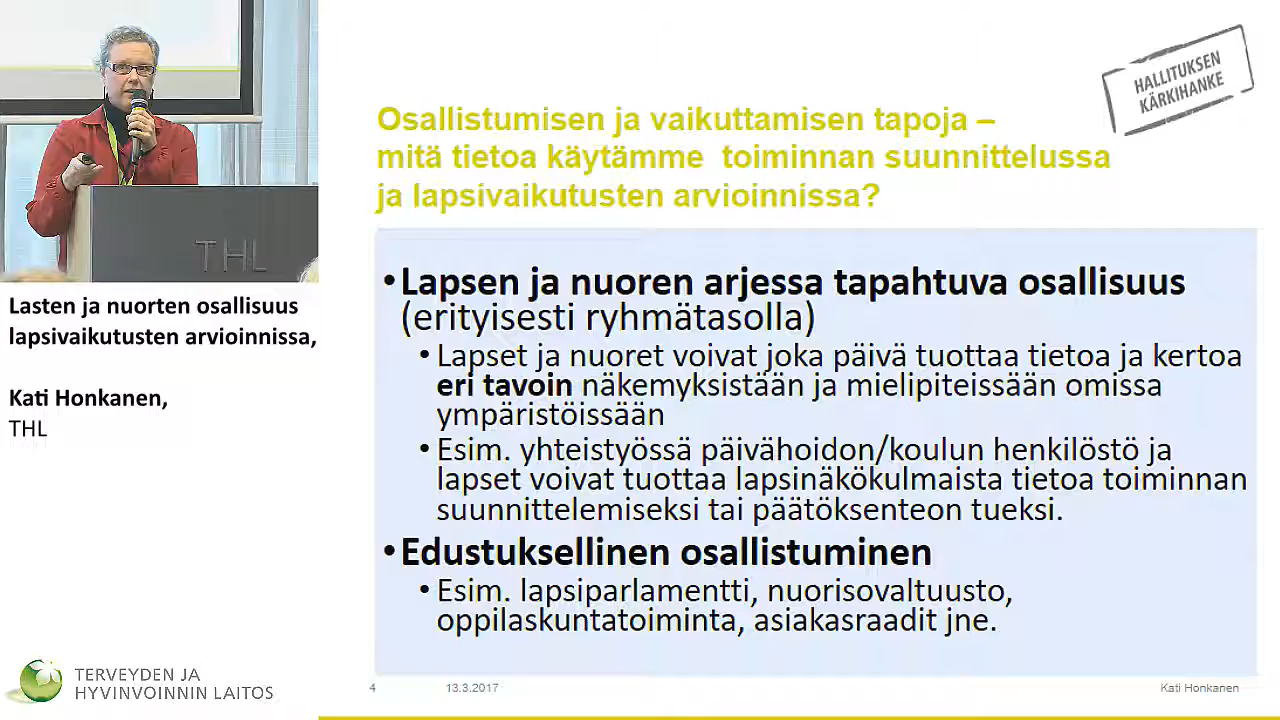 THL
Lasten ja nuorten osallisuus
lapsivaikutusten arvioinnissa,
Kati Honkanen,
THL
TERVEYDEN JA
HYVINVOINNIN LAITOS
HALLITUKSEN
KÄRKIHANKE
Osallistumisen ja vaikuttamisen tapoja –
mitä tietoa käytämme toiminnan suunnittelussa
ja lapsivaikutusten arvioinnissa?
•Lapsen ja nuoren arjessa tapahtuva osallisuus
(erityisesti ryhmätasolla)
•Lapset ja nuoret voivat joka päivä tuottaa tietoa ja kertoa
eri tavoin näkemyksistään ja mielipiteissään omissa
ympäristöissään
•Esim. yhteistyössä päivähoidon/koulun henkilöstö ja
lapset voivat tuottaa lapsinäkökulmaista tietoa toiminnan
suunnittelemiseksi tai päätöksenteon tueksi.
•Edustuksellinen osallistuminen
•Esim. lapsiparlamentti, nuorisovaltuusto,
oppilaskuntatoiminta, asiakasraadit jne.
4
13.3.2017
Kati Honkanen